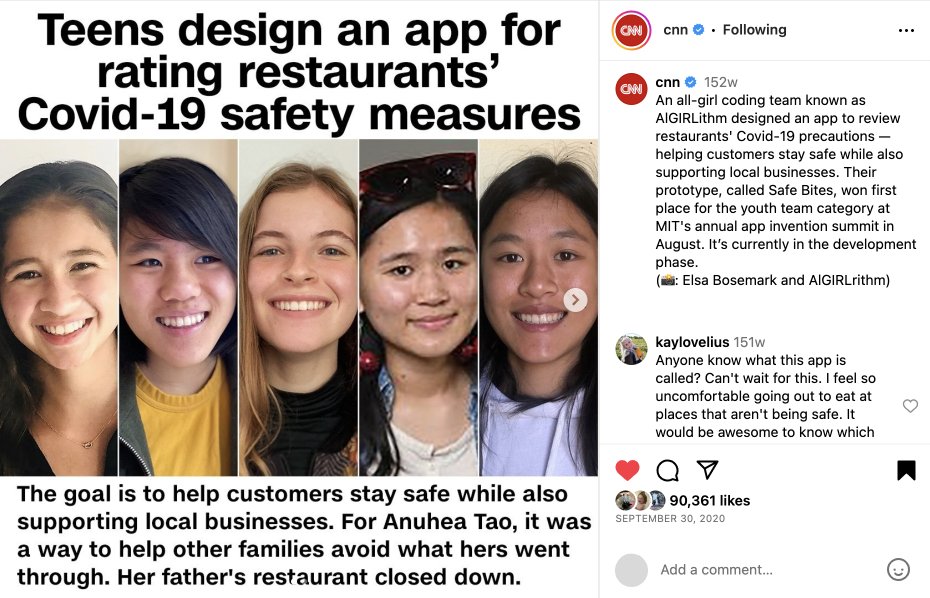 Teens design an app for
rating restaurants’
Covid-19 safety measures
The goal is to help customers stay safe while also
supporting local businesses. For Anuhea Tao, it was
a way to help other families avoid what hers went
through. Her father's restaurant closed down.
CNN
cnn • Following
CNN
cnn 152w
An all-girl coding team known as
AlGIRLithm designed an app to review
restaurants' Covid-19 precautions —
helping customers stay safe while also
supporting local businesses. Their
prototype, called Safe Bites, won first
place for the youth team category at
MIT's annual app invention summit in
August. It’s currently in the development
phase.
(📸: Elsa Bosemark and AlGIRLrithm)
kaylovelius 151w
Anyone know what this app is
called? Can't wait for this. I feel so
uncomfortable going out to eat at
places that aren't being safe. It
would be awesome to know which
90,361 likes
SEPTEMBER 30, 2020
Add a comment...